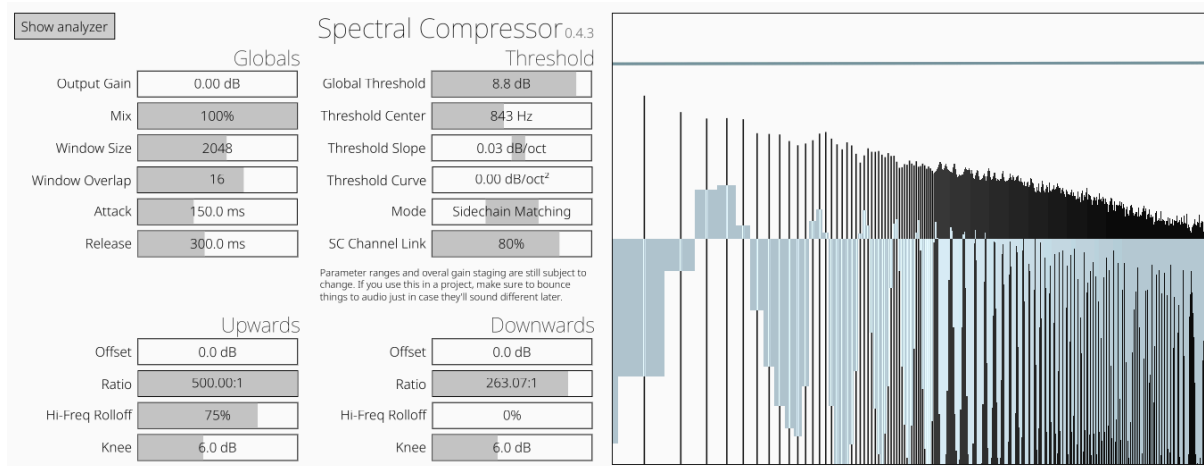 Show analyzer
Spectral Compressor 0.4.3
Globals
Output Gain 0.00 dB
Mix 100%
Window Size 2048
Window Overlap 16
Attack 150.0 ms
Release 300.0 ms
Threshold
Global Threshold 8.8 dB
Threshold Center 843 Hz
Threshold Slope 0.03 dB/oct
Threshold Curve 0.00 dB/oct²
Mode Sidechain Matching
SC Channel Link 80%
Parameter ranges and overal gain staging are still subject to
change. If you use this in a project, make sure to bounce
things to audio just in case they'll sound different later.
Upwards
Offset 0.0 dB
Ratio 500.00:1
Hi-Freq Rolloff 75%
Knee 6.0 dB
Downwards
Offset 0.0 dB
Ratio 263.07:1
Hi-Freq Rolloff 0%
Knee 6.0 dB